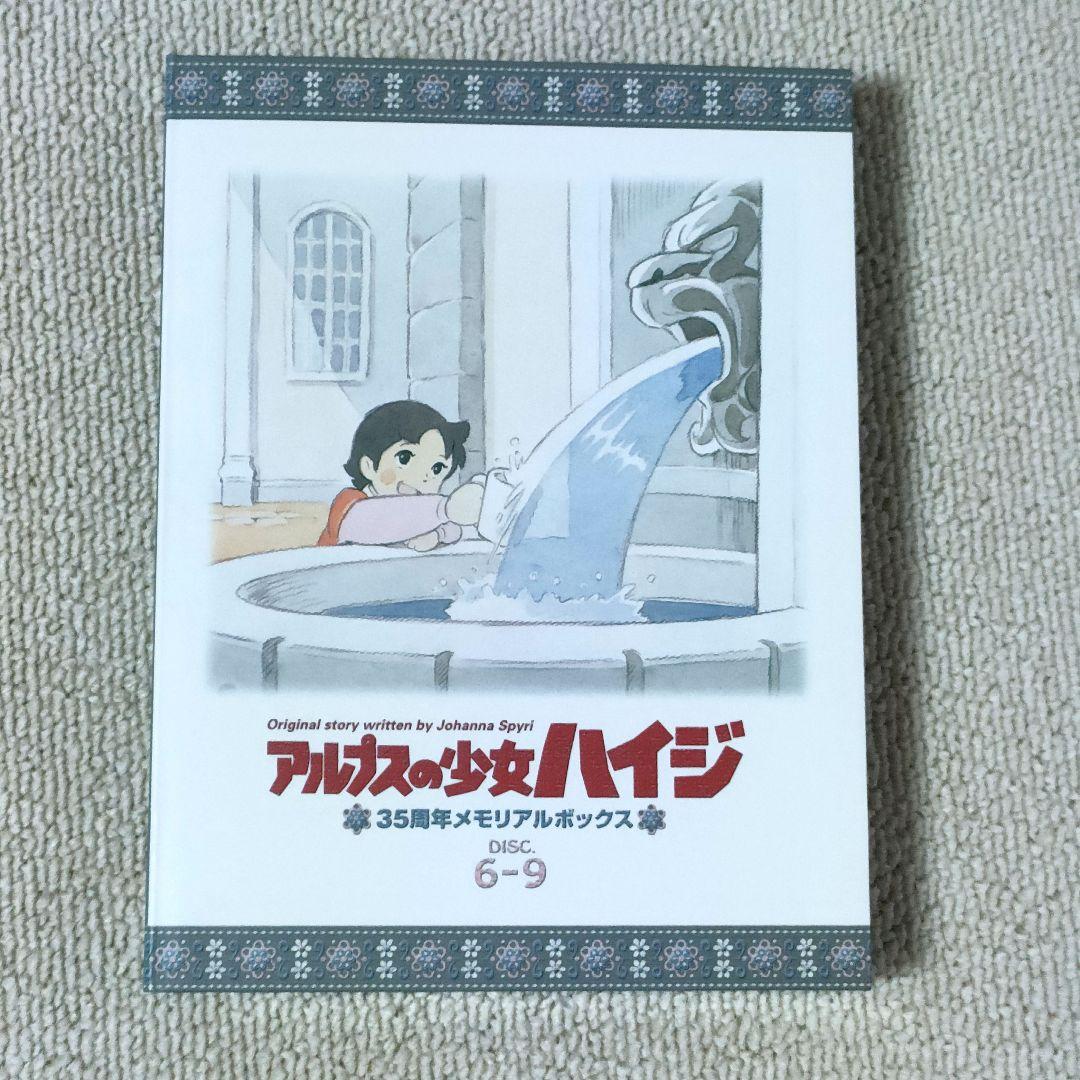 Original story written by Johanna Spyri
アルプスの少女ハイジ
35周年メモリアルボックス
DISC.
6-9